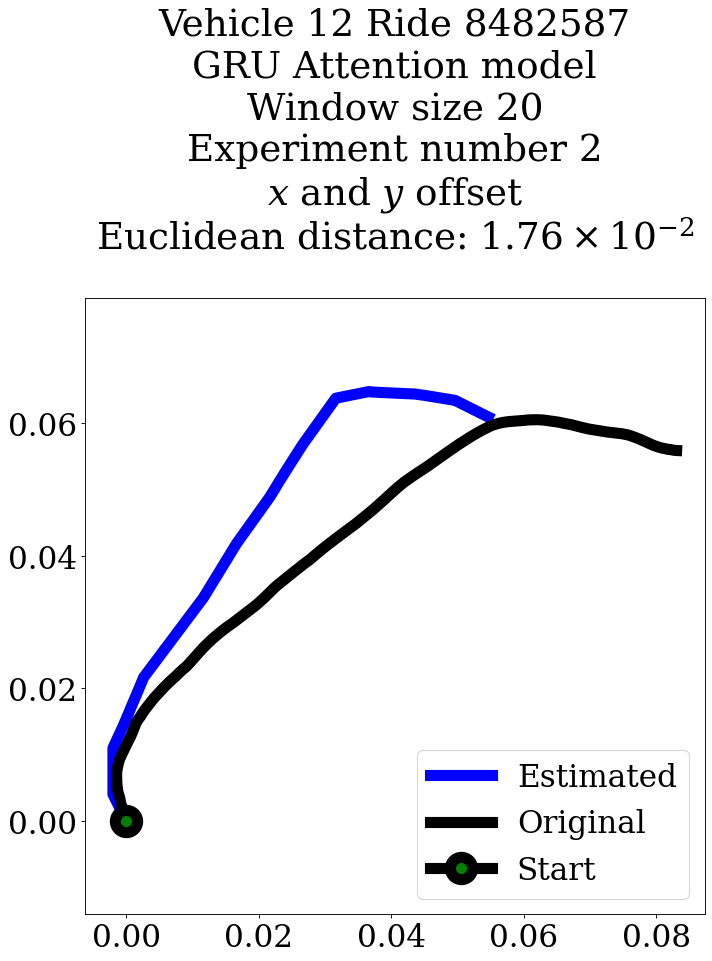 Vehicle 12 Ride 8482587
GRU Attention model
Window size 20
Experiment number 2
x and y offset
Euclidean distance: 1.76 × 10⁻²
0.06
0.04
0.02
0.00
Estimated
Original
Start
0.00 0.02 0.04 0.06 0.08